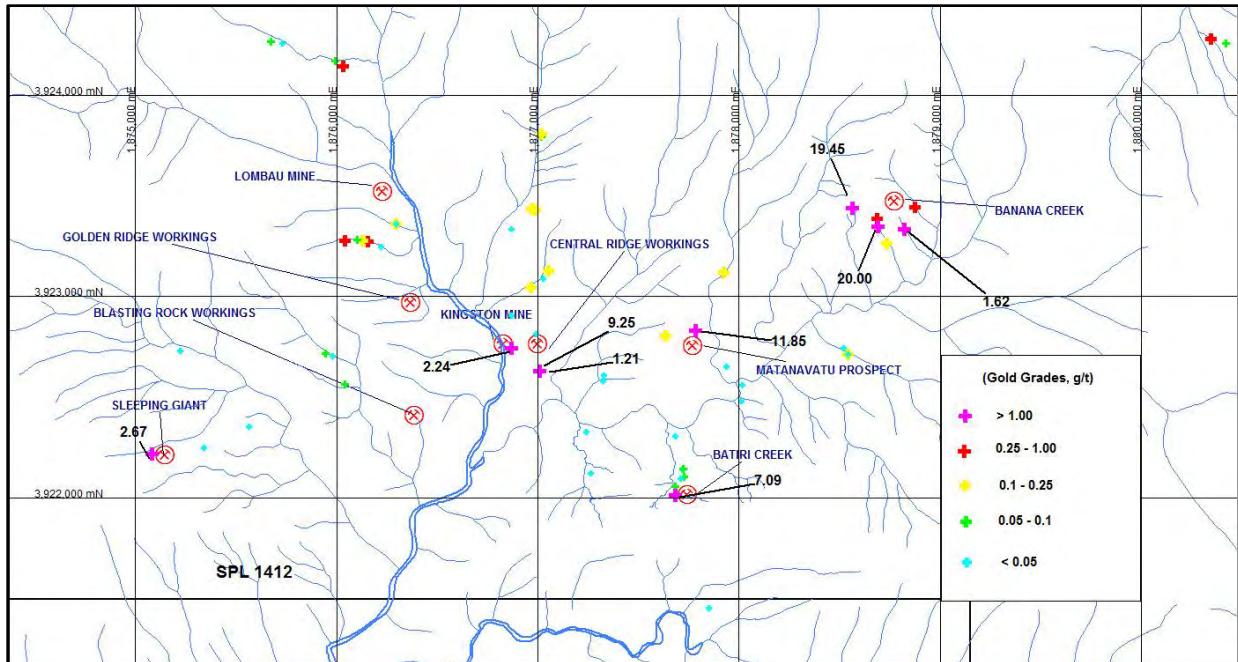 3,924,000 mN
1,875,000 mE
1,876,000 mE
1,877,000 mE
1,878,000 mE
1,879,000 mE
1,880,000 mE
19.45
LOMBAU MINE
BANANA CREEK
GOLDEN RIDGE WORKINGS
CENTRAL RIDGE WORKINGS
20.00
1.62
3,923,000 mN
BLASTING ROCK WORKINGS
KINGSTON MINE
9.25
11.85
2.24
1.21
MATANAVATU PROSPECT
(Gold Grades, g/t)
> 1.00
0.25 - 1.00
0.1 - 0.25
0.05 - 0.1
< 0.05
SLEEPING GIANT
2.67
BATIRI CREEK
7.09
3,922,000 mN
SPL 1412